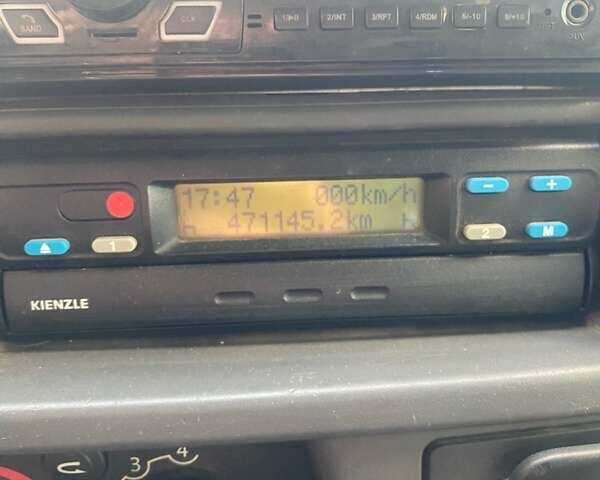 BAND
CLK
1/▶II 2/INT 3/RPT 4/RDM 5/-10 6/+10
AUX
17:47 000km/h
h 471145.2km h
1
2 M
KIENZLE
3 4